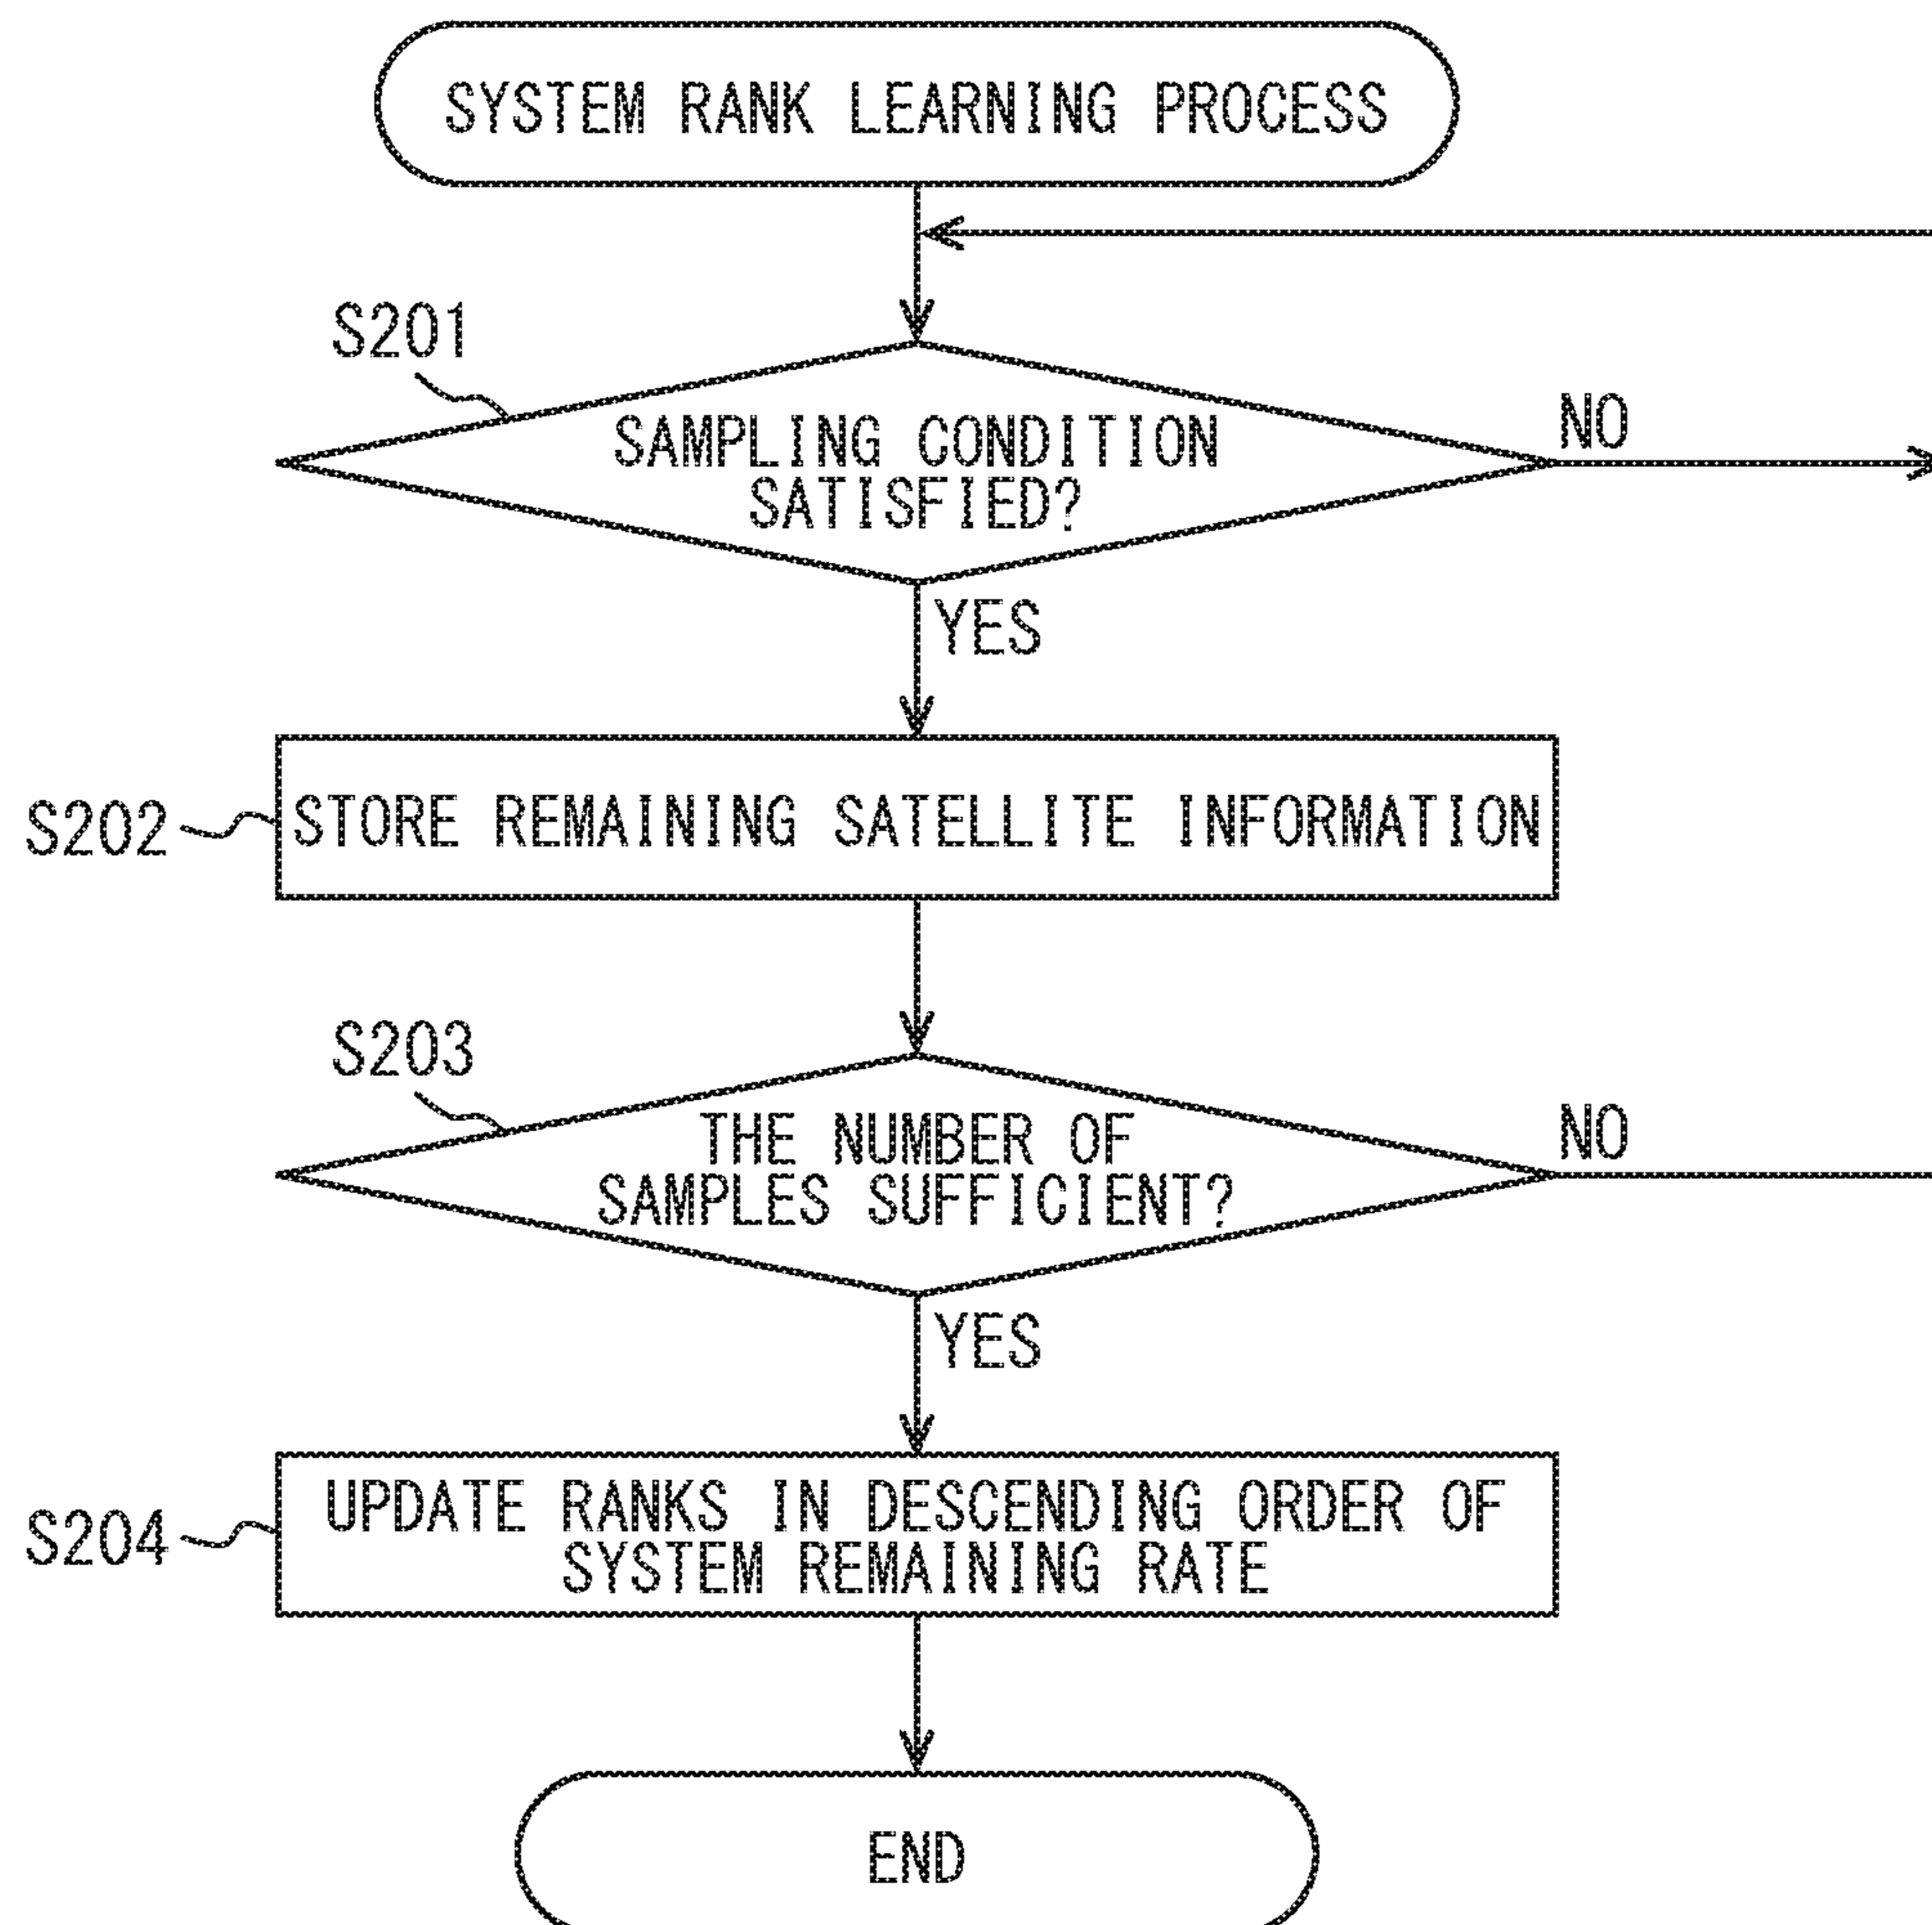 SYSTEM RANK LEARNING PROCESS
S201
SAMPLING CONDITION
SATISFIED?
NO
YES
S202
STORE REMAINING SATELLITE INFORMATION
S203
THE NUMBER OF
SAMPLES SUFFICIENT?
NO
YES
S204
UPDATE RANKS IN DESCENDING ORDER OF
SYSTEM REMAINING RATE
END